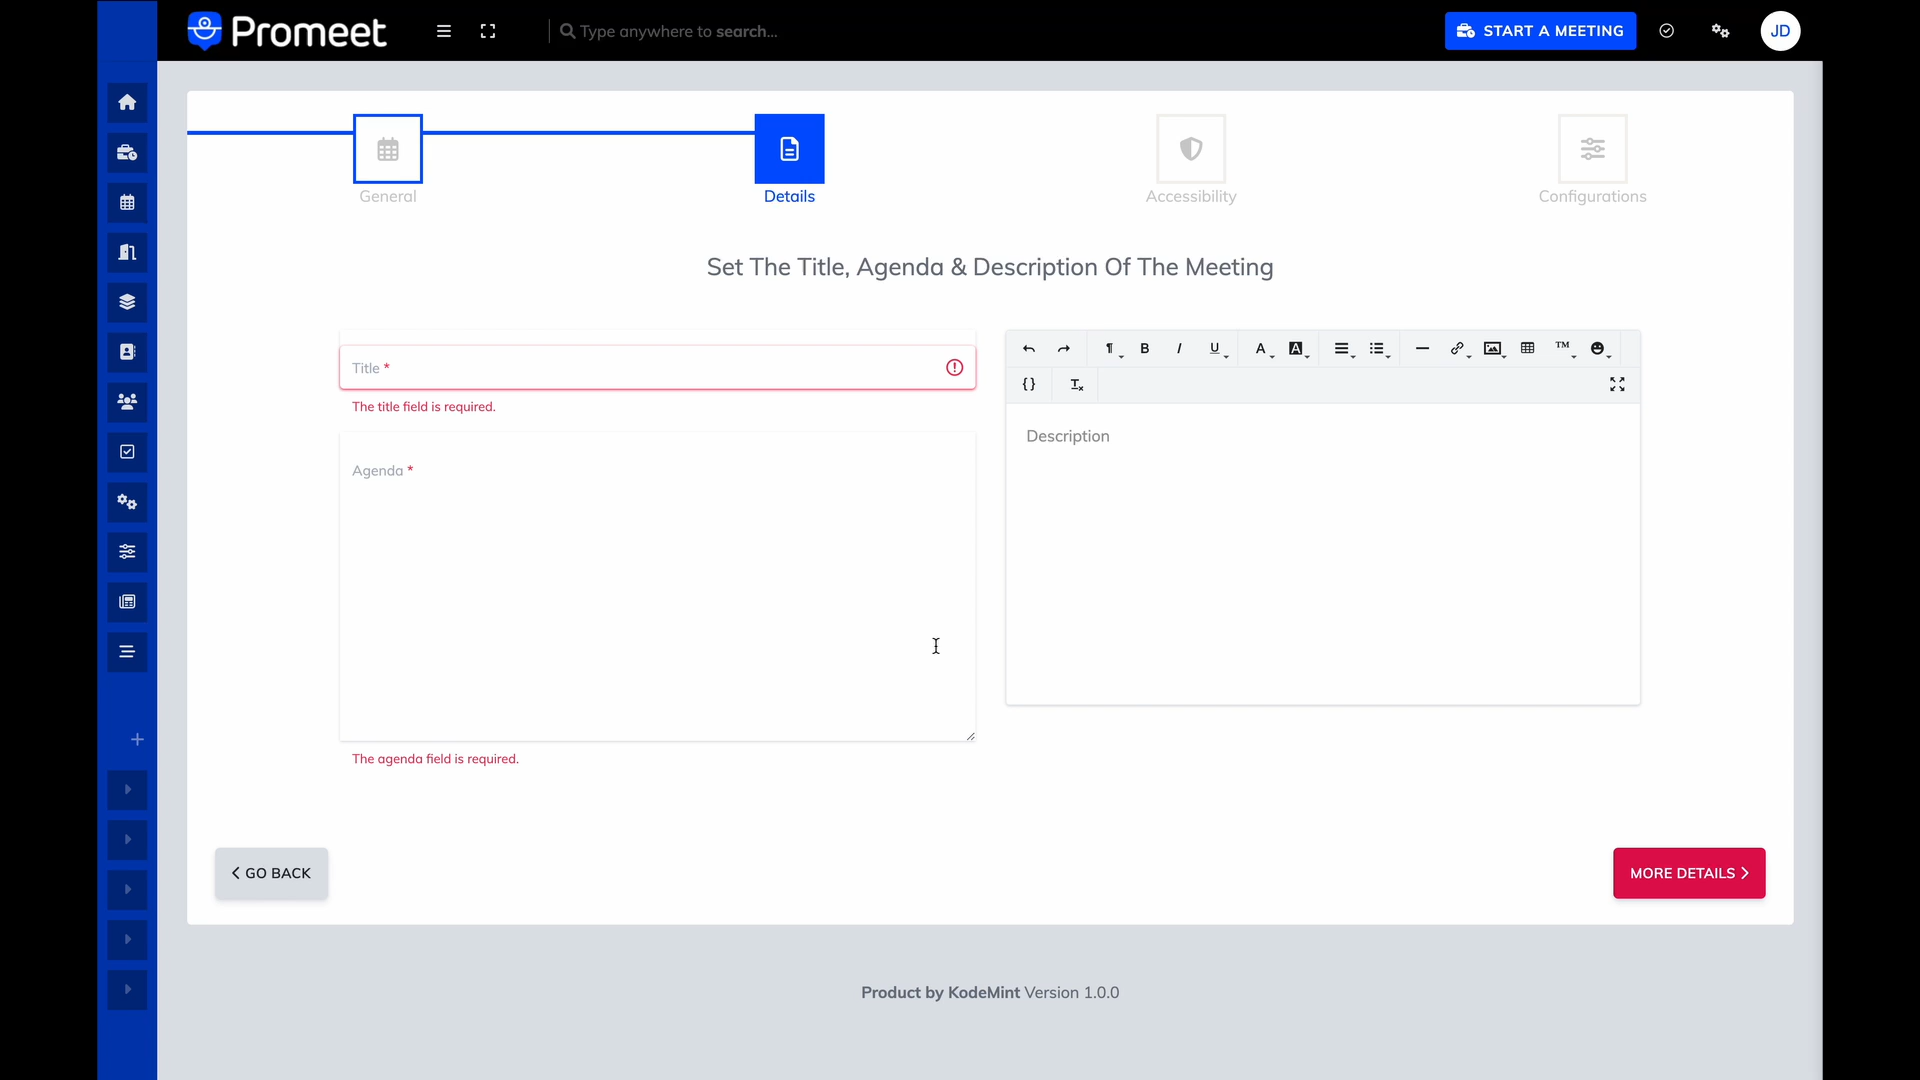 Promeet
Type anywhere to search...
START A MEETING
JD
General
Details
Accessibility
Configurations
Set The Title, Agenda & Description Of The Meeting
Title *
The title field is required.
Agenda *
The agenda field is required.
¶ B I U A A TM
{} Tx
Description
GO BACK
MORE DETAILS
Product by KodeMint Version 1.0.0